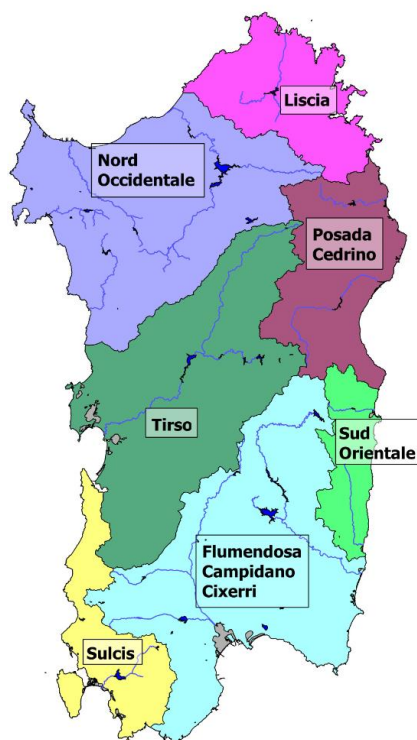 Liscia
Nord
Occidentale
Posada
Cedrino
Tirso
Sud
Orientale
Flumendosa
Campidano
Cixerri
Sulcis